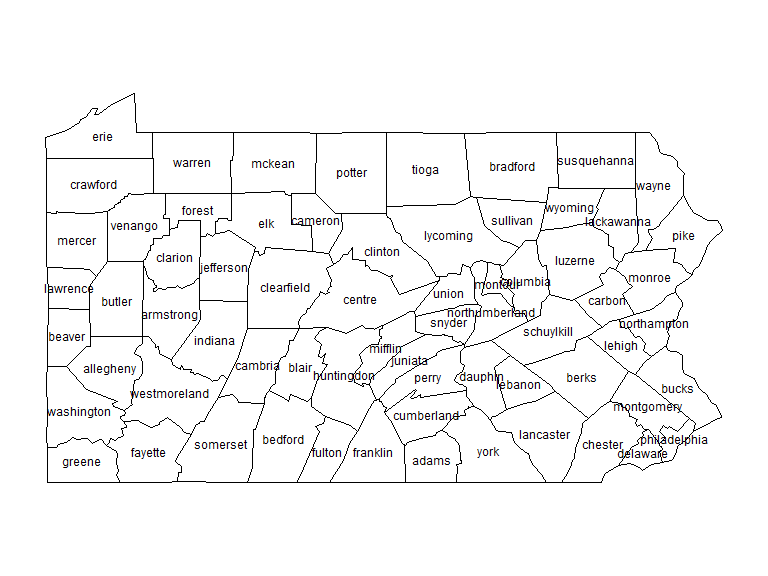 erie
warren
mckean
potter
tioga
bradford
susquehanna
wayne
crawford
forest
cameron
wyoming
lackawanna
sullivan
venango
elk
lycoming
pike
mercer
clarion
clinton
luzerne
jefferson
monroe
lawrence
butler
clearfield
centre
union
montour
columbia
carbon
armstrong
northumberland
snyder
schuylkill
northampton
beaver
indiana
mifflin
juniata
lehigh
allegheny
cambria
blair
huntingdon
perry
dauphin
lebanon
berks
bucks
westmoreland
washington
cumberland
montgomery
somerset
bedford
lancaster
chester
philadelphia
greene
fayette
fulton
franklin
adams
york
delaware